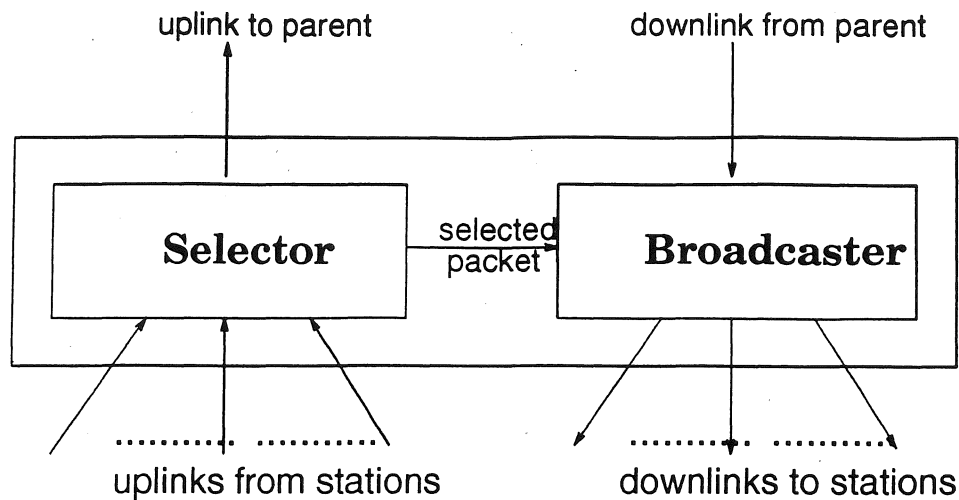 uplink to parent
downlink from parent
Selector
selected
packet
Broadcaster
uplinks from stations
downlinks to stations